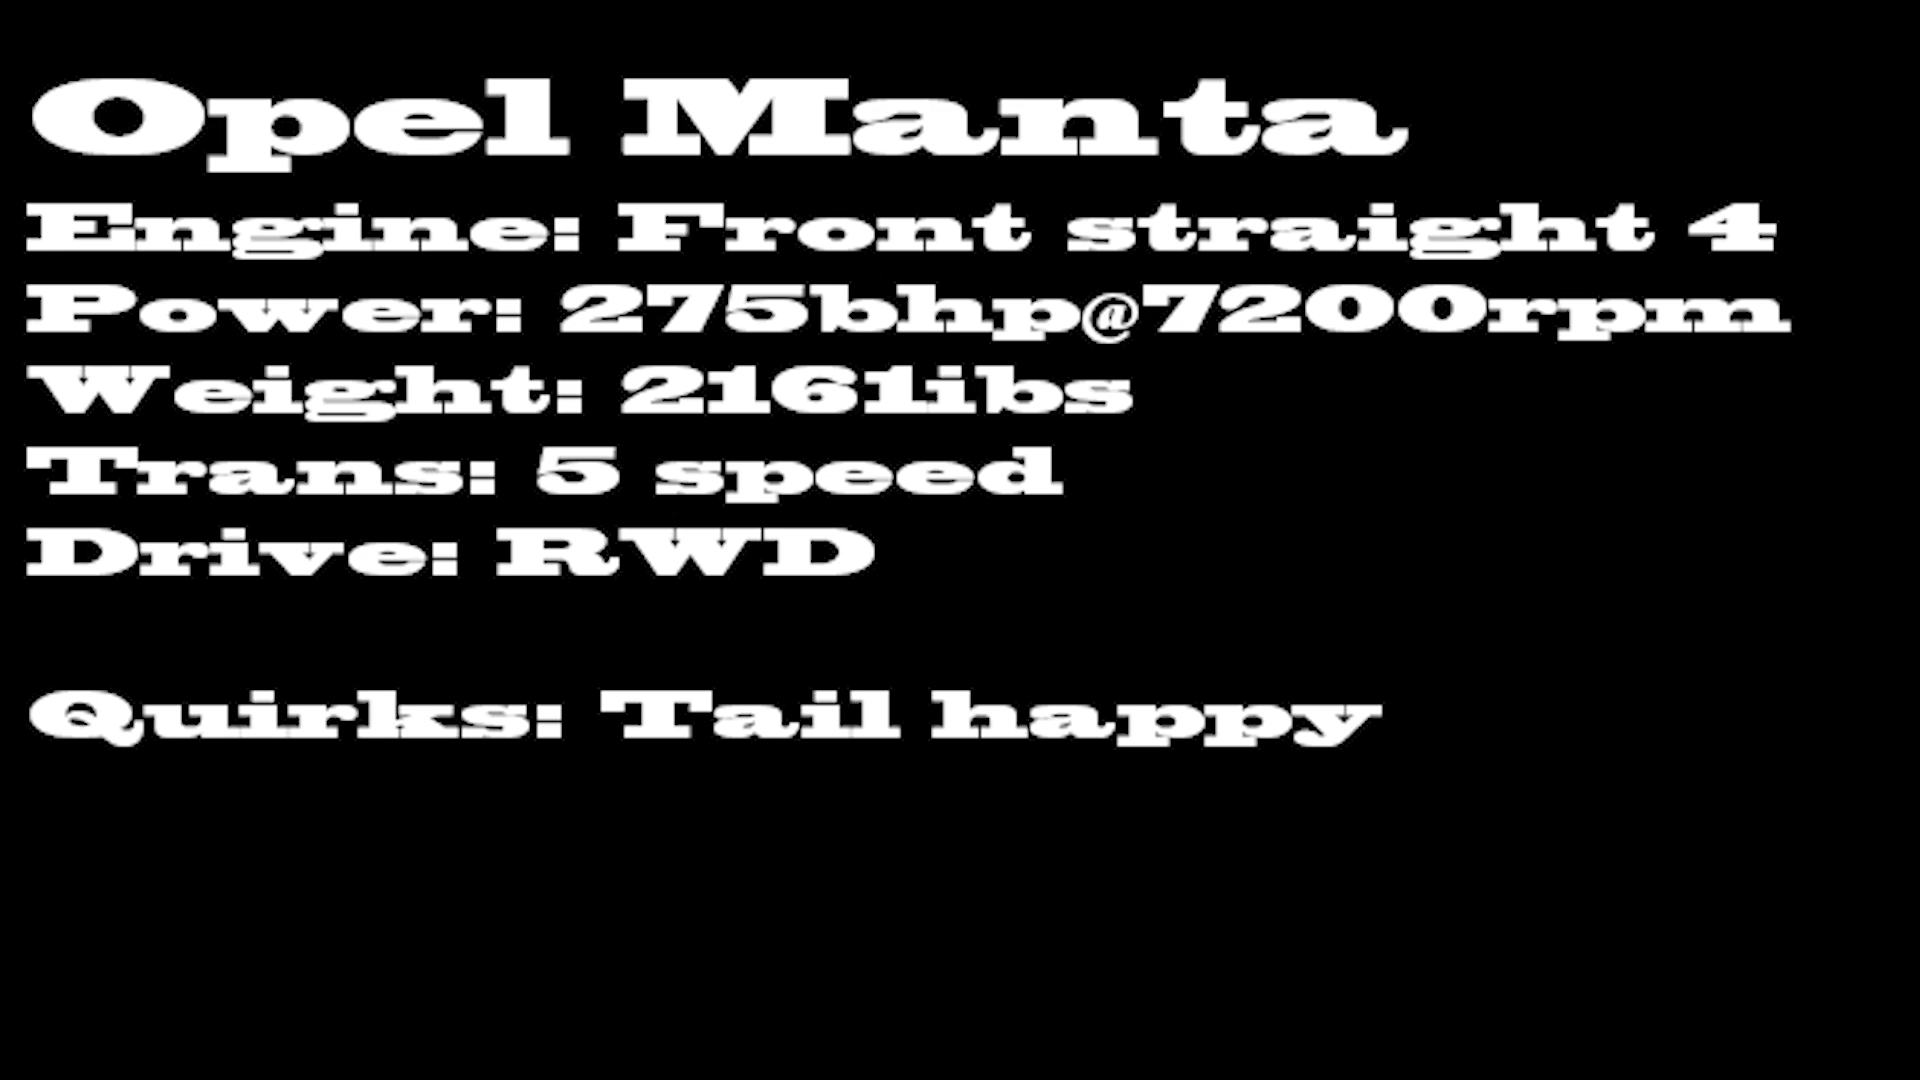 Opel Manta
Engine: Front straight 4
Power: 275bhp@7200rpm
Weight: 2161ibs
Trans: 5 speed
Drive: RWD
Quirks: Tail happy